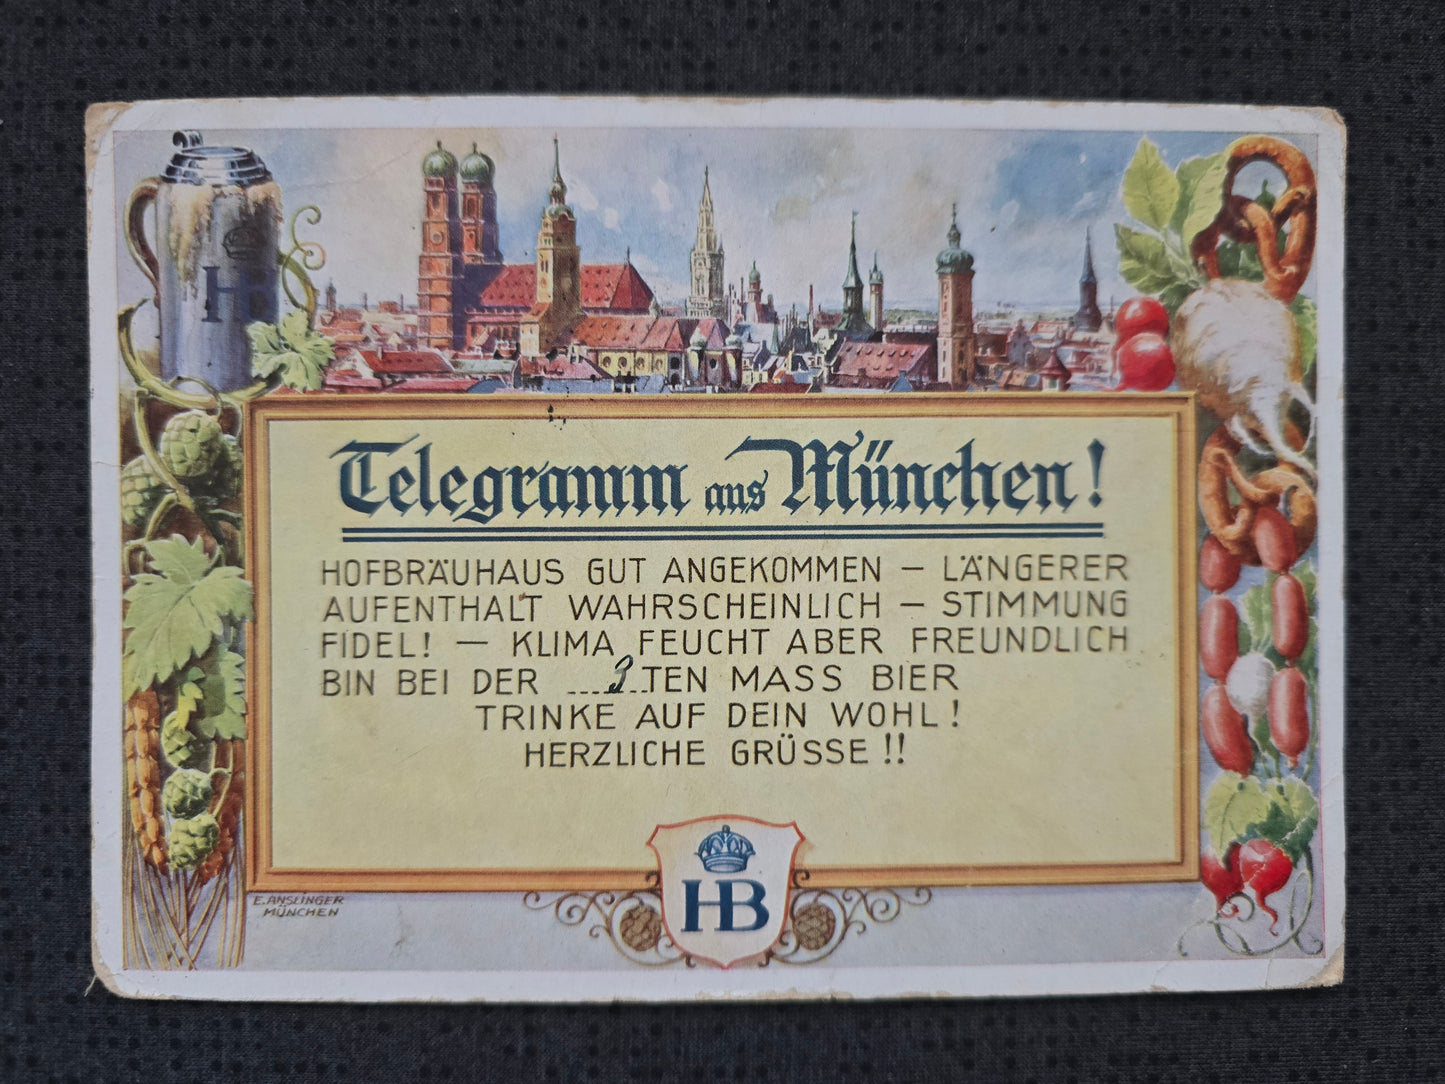 HB
Telegramm aus München!
HOFBRÄUHAUS GUT ANGEKOMMEN – LÄNGERER
AUFENTHALT WAHRSCHEINLICH – STIMMUNG
FIDEL! – KLIMA FEUCHT ABER FREUNDLICH
BIN BEI DER ....3...TEN MASS BIER
TRINKE AUF DEIN WOHL!
HERZLICHE GRÜSSE!!
E. ANSLINGER
MÜNCHEN
HB